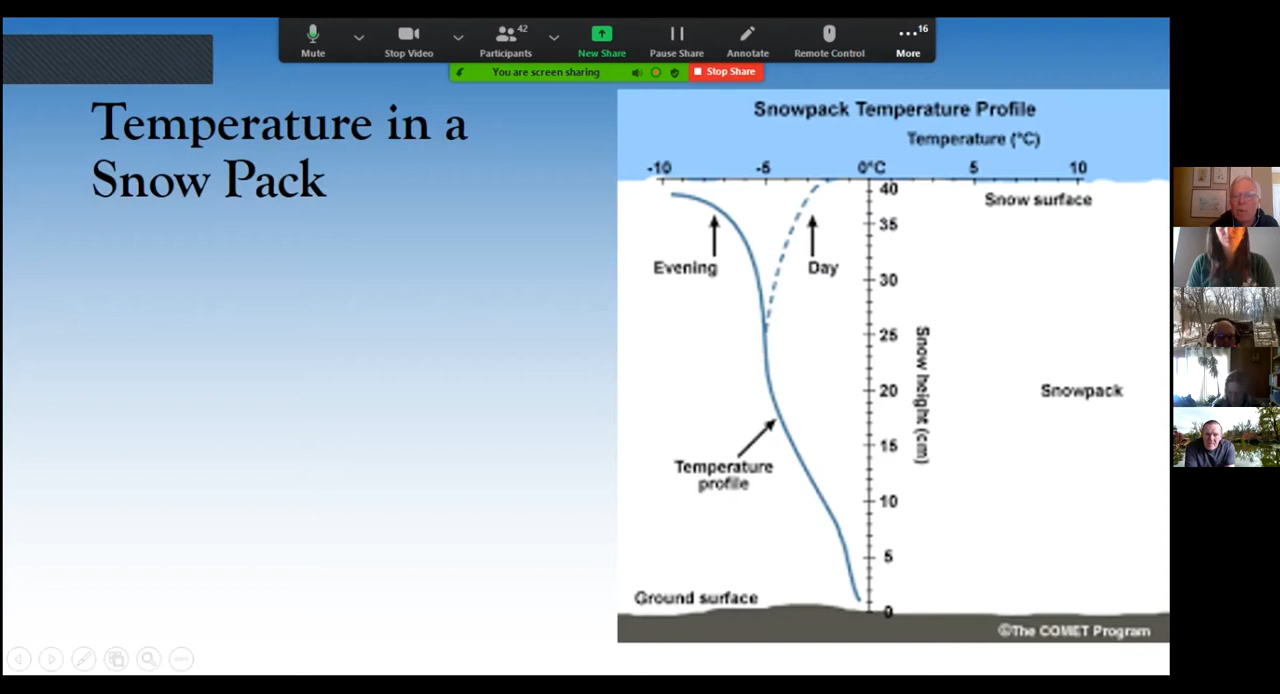 Mute
Stop Video
42
Participants
New Share
Pause Share
Annotate
Remote Control
16
More
You are screen sharing
Stop Share
Temperature in a
Snow Pack
Snowpack Temperature Profile
Temperature (°C)
-10 -5 0°C 5 10
40
Snow surface
35
Evening
Day
30
25
Snow height (cm)
20
Snowpack
15
Temperature
profile
10
5
Ground surface
0
©The COMET Program